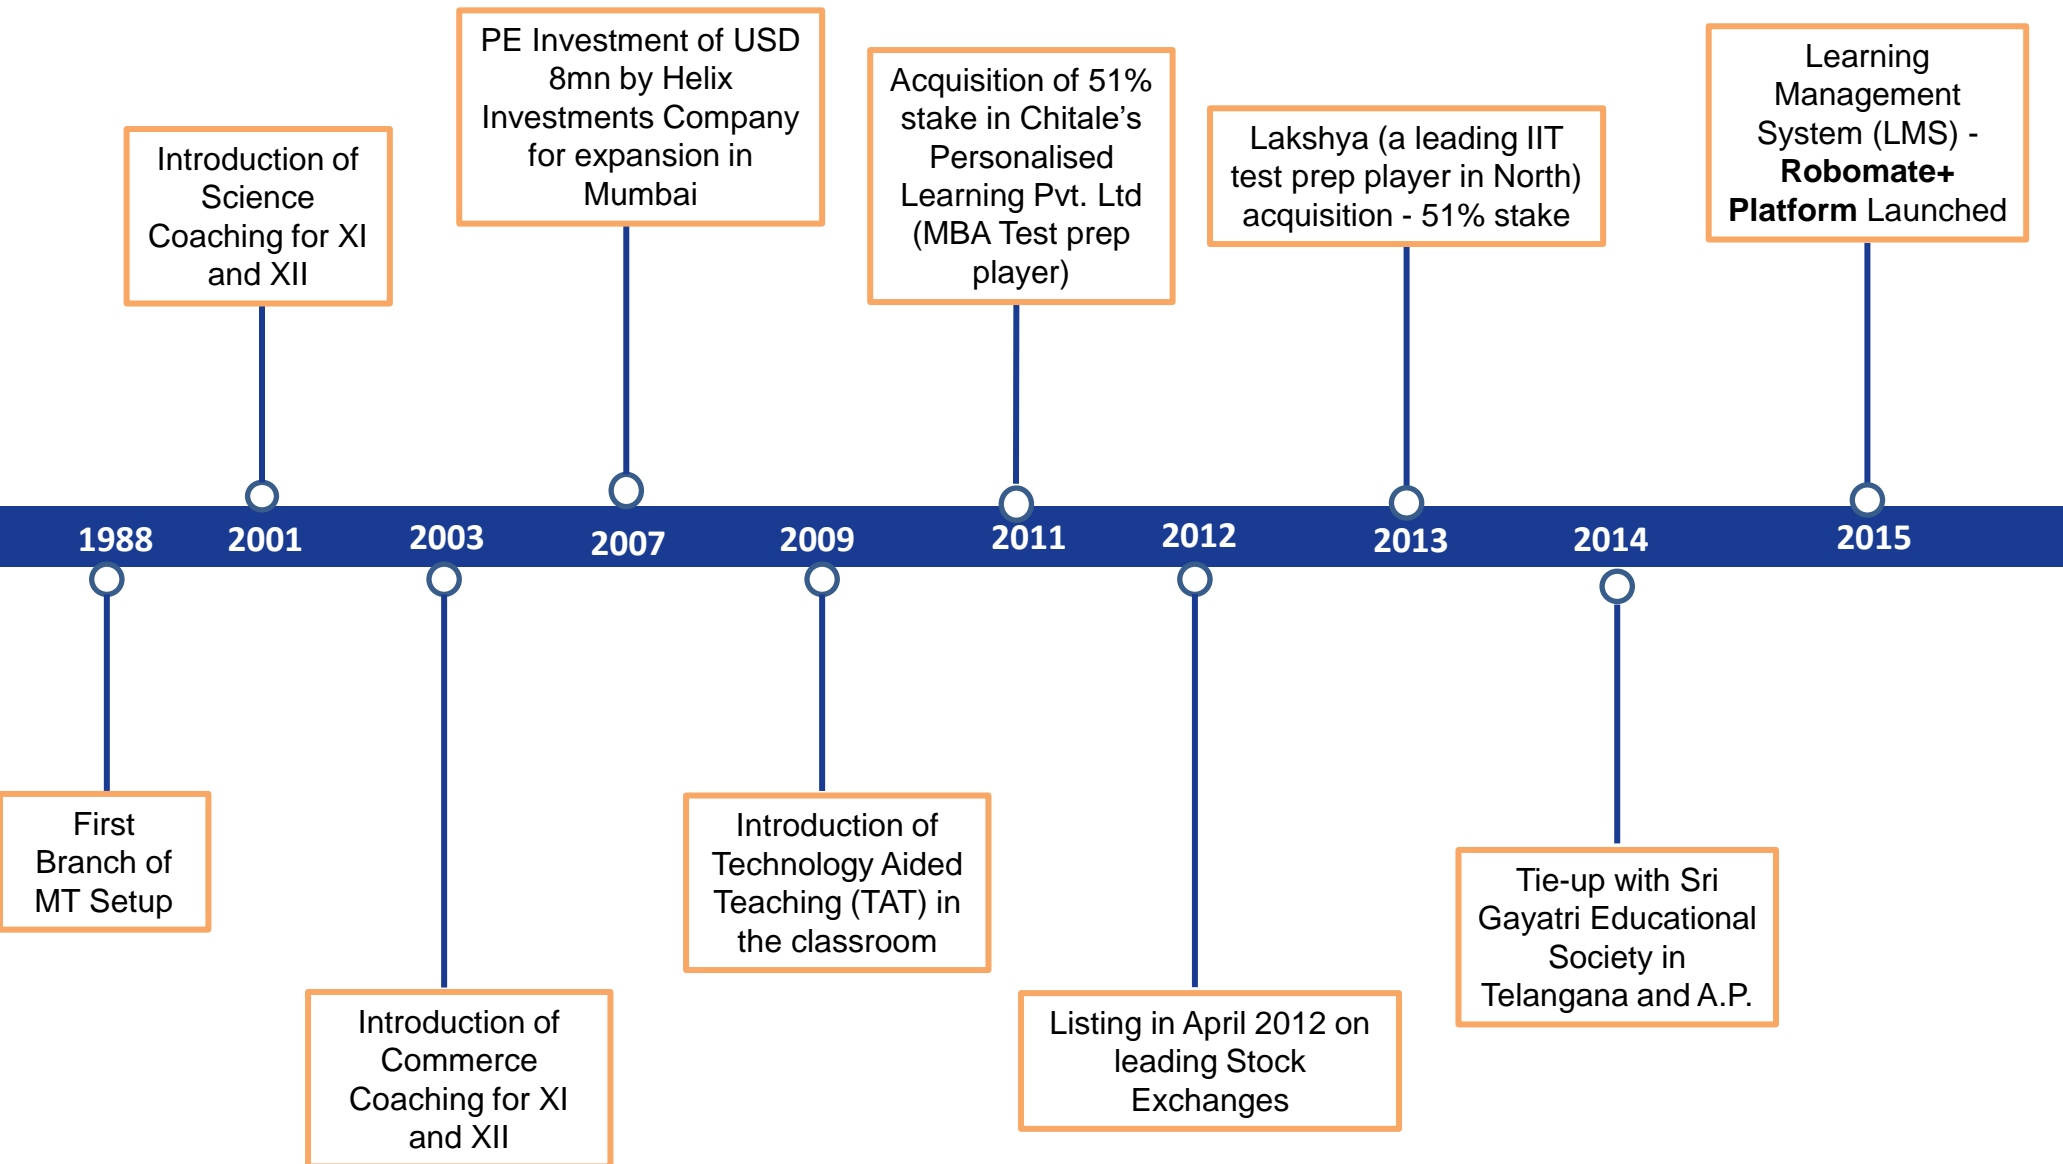 PE Investment of USD
8mn by Helix
Investments Company
for expansion in
Mumbai
Learning
Management
System (LMS) -
Robomate+
Platform Launched
Acquisition of 51%
stake in Chitale’s
Personalised
Learning Pvt. Ltd
(MBA Test prep
player)
Lakshya (a leading IIT
test prep player in North)
acquisition - 51% stake
Introduction of
Science
Coaching for XI
and XII
1988 2001 2003 2007 2009 2011 2012 2013 2014 2015
First
Branch of
MT Setup
Introduction of
Technology Aided
Teaching (TAT) in
the classroom
Tie-up with Sri
Gayatri Educational
Society in
Telangana and A.P.
Introduction of
Commerce
Coaching for XI
and XII
Listing in April 2012 on
leading Stock
Exchanges